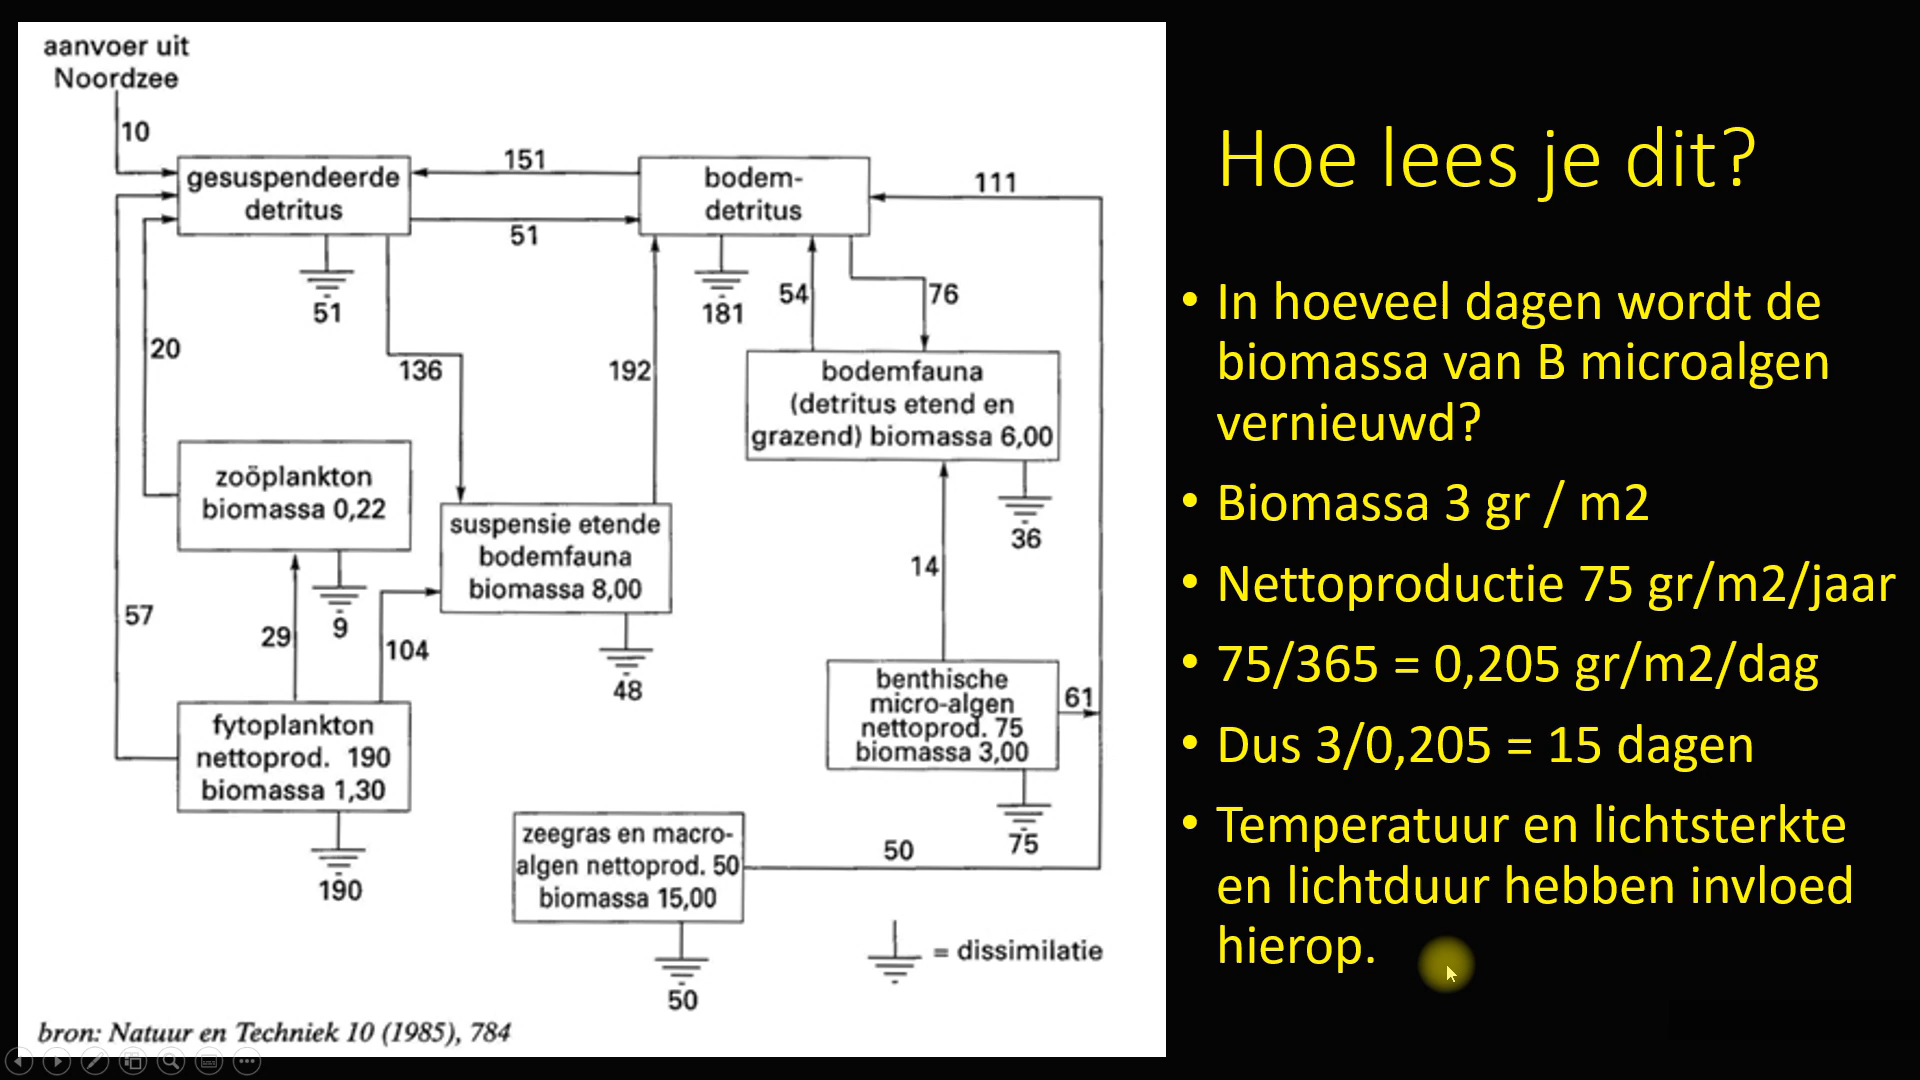 aanvoer uit
Noordzee
10
gesuspendeerde
detritus
151
51
bodem-
detritus
111
51
181
54
76
20
136
192
bodemfauna
(detritus etend en
grazend) biomassa 6,00
36
zoöplankton
biomassa 0,22
9
suspensie etende
bodemfauna
biomassa 8,00
48
57
29
104
14
fytoplankton
nettoprod. 190
biomassa 1,30
190
benthische
micro-algen
nettoprod. 75
biomassa 3,00
61
75
zeegras en macro-
algen nettoprod. 50
biomassa 15,00
50
50
= dissimilatie
bron: Natuur en Techniek 10 (1985), 784
Hoe lees je dit?
• In hoeveel dagen wordt de
biomassa van B microalgen
vernieuwd?
• Biomassa 3 gr / m2
• Nettoproductie 75 gr/m2/jaar
• 75/365 = 0,205 gr/m2/dag
• Dus 3/0,205 = 15 dagen
• Temperatuur en lichtsterkte
en lichtduur hebben invloed
hierop.